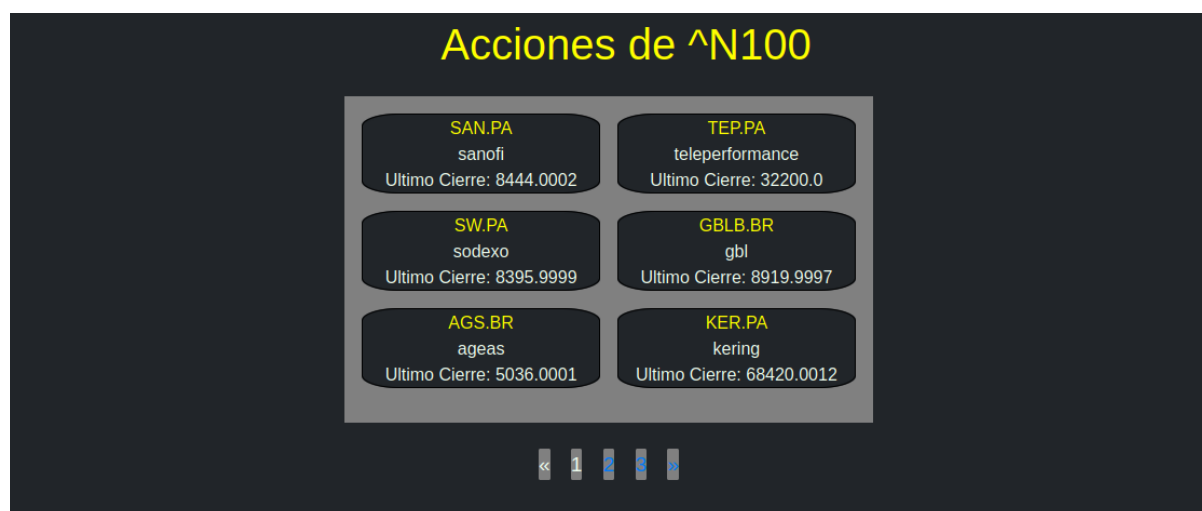 Acciones de ^N100
SAN.PA
sanofi
Ultimo Cierre: 8444.0002
TEP.PA
teleperformance
Ultimo Cierre: 32200.0
SW.PA
sodexo
Ultimo Cierre: 8395.9999
GBLB.BR
gbl
Ultimo Cierre: 8919.9997
AGS.BR
ageas
Ultimo Cierre: 5036.0001
KER.PA
kering
Ultimo Cierre: 68420.0012
« 1 2 3 »